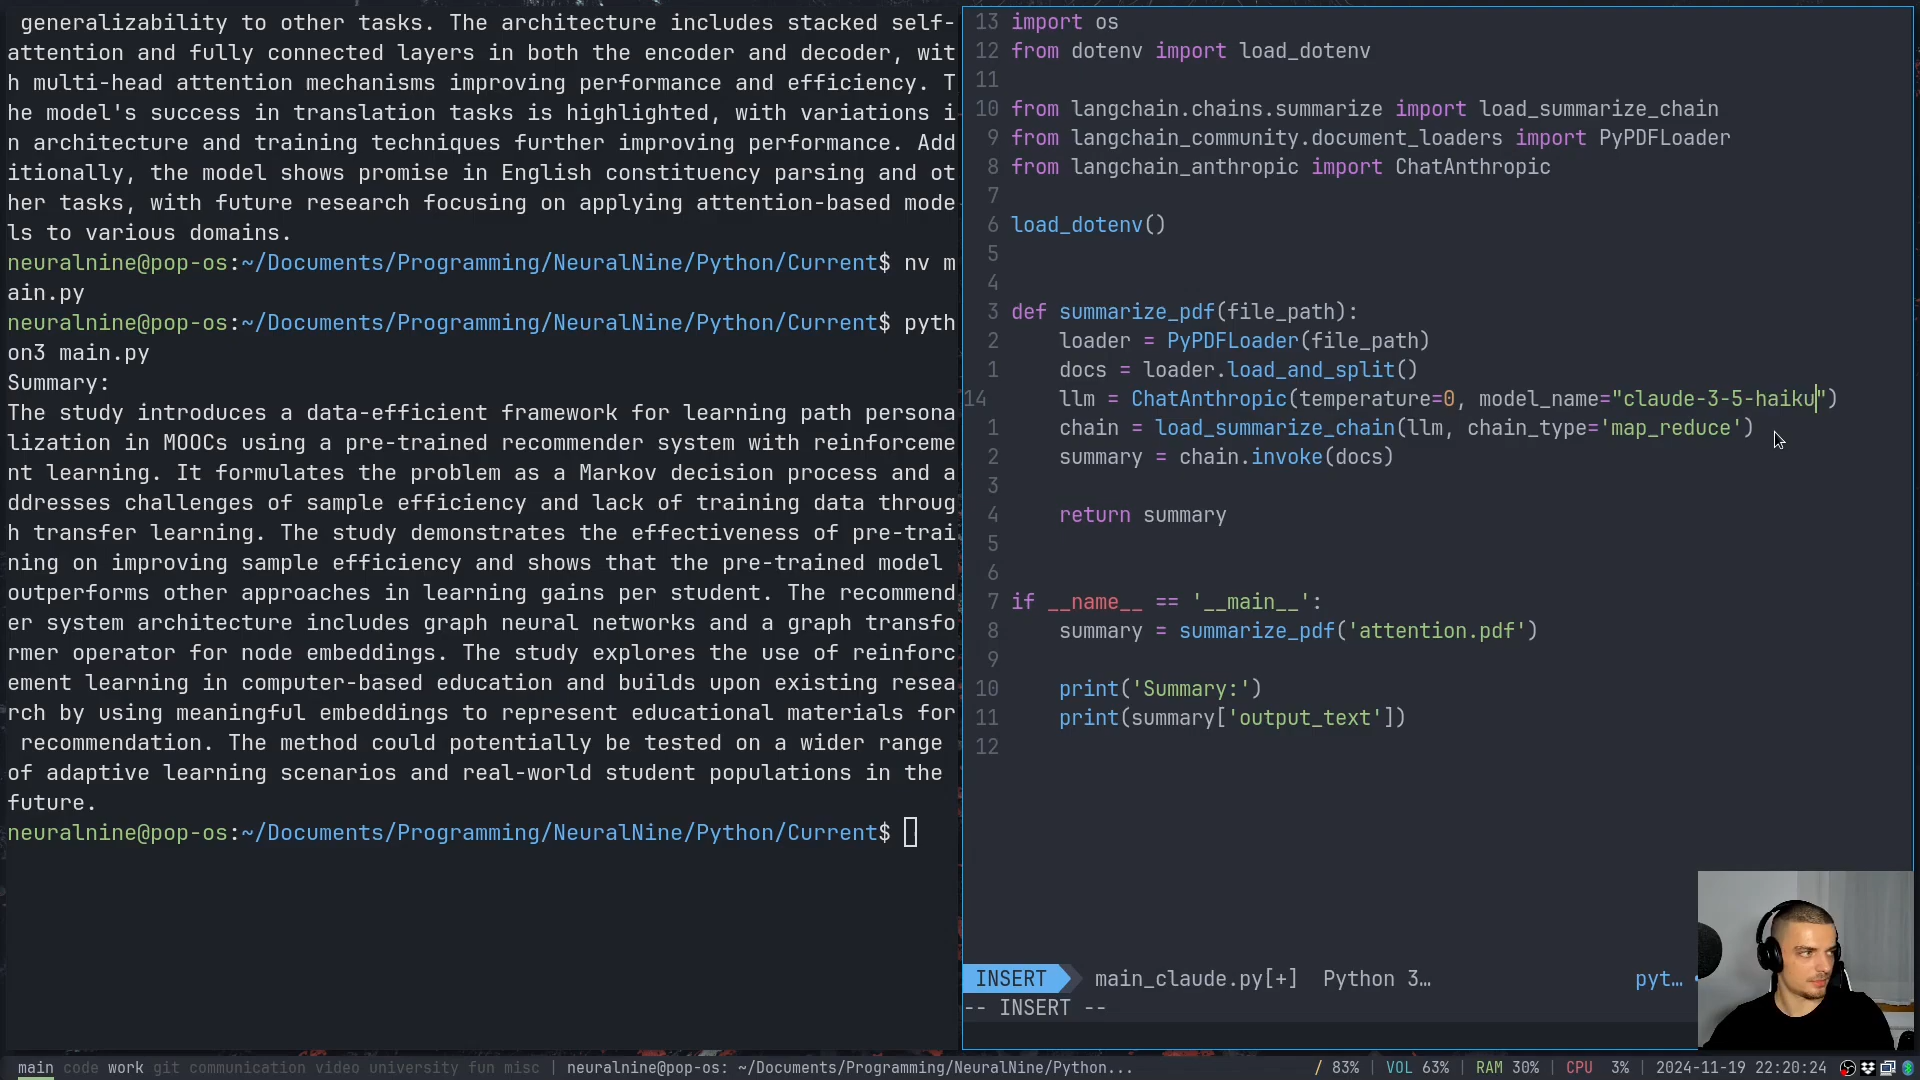 generalizability to other tasks. The architecture includes stacked self-
attention and fully connected layers in both the encoder and decoder, wit
h multi-head attention mechanisms improving performance and efficiency. T
he model's success in translation tasks is highlighted, with variations i
n architecture and training techniques further improving performance. Add
itionally, the model shows promise in English constituency parsing and ot
her tasks, with future research focusing on applying attention-based mode
ls to various domains.
neuralnine@pop-os:~/Documents/Programming/NeuralNine/Python/Current$ nv m
ain.py
neuralnine@pop-os:~/Documents/Programming/NeuralNine/Python/Current$ pyth
on3 main.py
Summary:
The study introduces a data-efficient framework for learning path persona
lization in MOOCs using a pre-trained recommender system with reinforceme
nt learning. It formulates the problem as a Markov decision process and a
ddresses challenges of sample efficiency and lack of training data throug
h transfer learning. The study demonstrates the effectiveness of pre-trai
ning on improving sample efficiency and shows that the pre-trained model
outperforms other approaches in learning gains per student. The recommend
er system architecture includes graph neural networks and a graph transfo
rmer operator for node embeddings. The study explores the use of reinforc
ement learning in computer-based education and builds upon existing resea
rch by using meaningful embeddings to represent educational materials for
 recommendation. The method could potentially be tested on a wider range
of adaptive learning scenarios and real-world student populations in the
future.
neuralnine@pop-os:~/Documents/Programming/NeuralNine/Python/Current$
13 import os
12 from dotenv import load_dotenv
11
10 from langchain.chains.summarize import load_summarize_chain
9 from langchain_community.document_loaders import PyPDFLoader
8 from langchain_anthropic import ChatAnthropic
7
6 load_dotenv()
5
4
3 def summarize_pdf(file_path):
2     loader = PyPDFLoader(file_path)
1     docs = loader.load_and_split()
14     llm = ChatAnthropic(temperature=0, model_name="claude-3-5-haiku")
1     chain = load_summarize_chain(llm, chain_type='map_reduce')
2     summary = chain.invoke(docs)
3
4     return summary
5
6
7 if __name__ == '__main__':
8     summary = summarize_pdf('attention.pdf')
9
10     print('Summary:')
11     print(summary['output_text'])
12
INSERT main_claude.py[+] Python 3… pyt…
-- INSERT --
main code work git communication video university fun misc | neuralnine@pop-os: ~/Documents/Programming/NeuralNine/Python... / 83% | VOL 63% | RAM 30% | CPU 3% | 2024-11-19 22:20:24